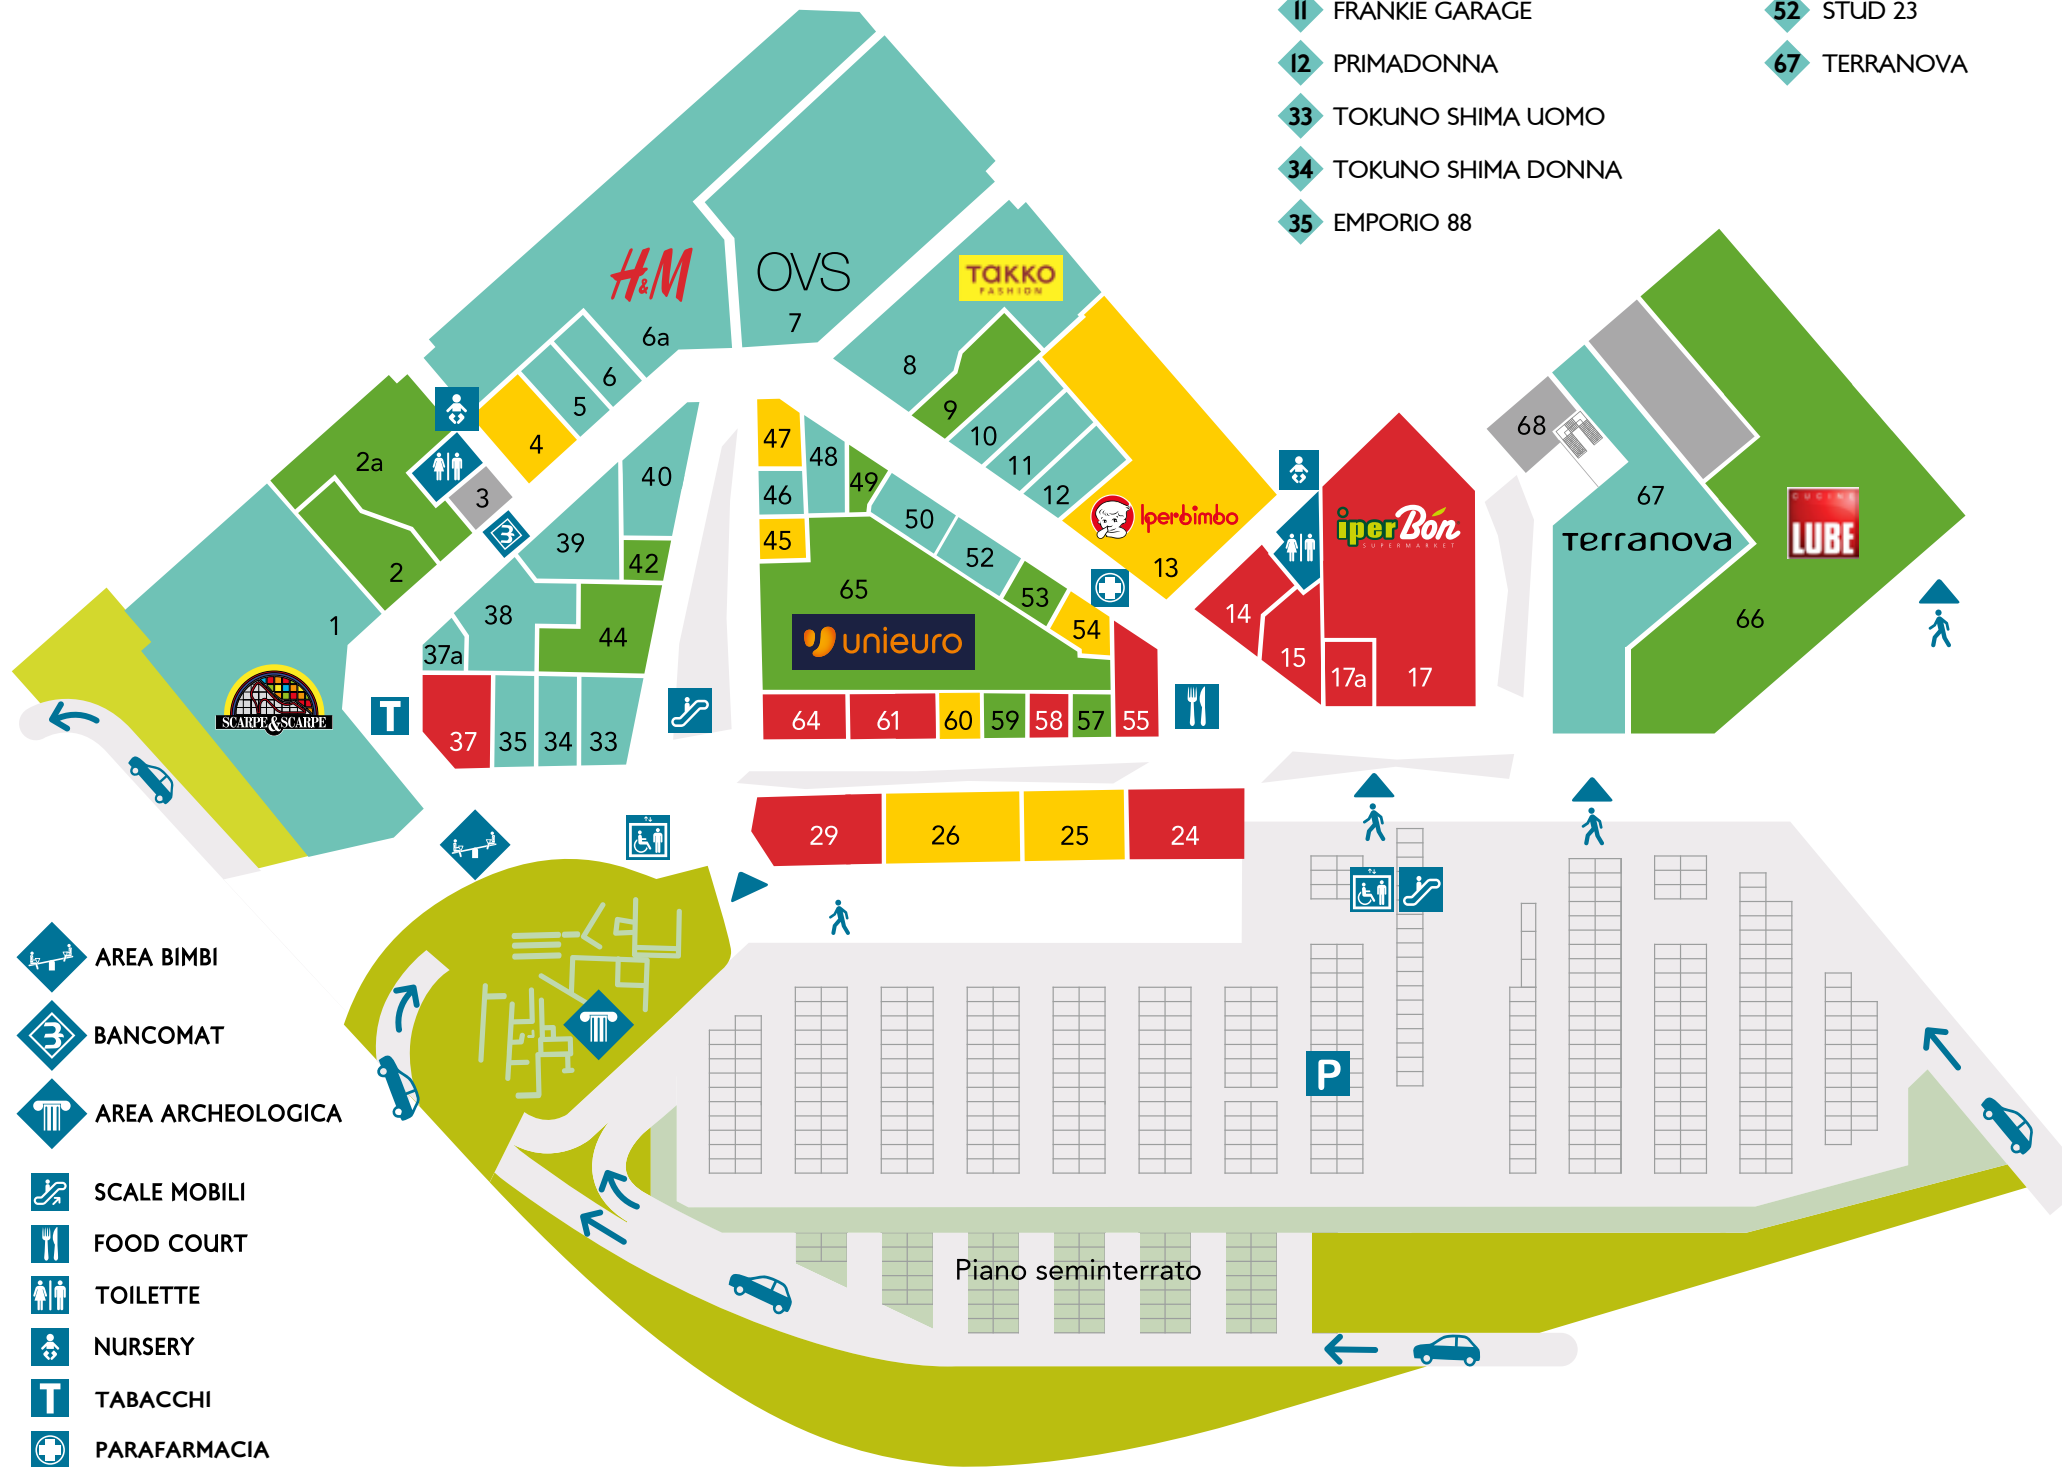 11 FRANKIE GARAGE
52 STUD 23
12 PRIMADONNA
67 TERRANOVA
33 TOKUNO SHIMA UOMO
34 TOKUNO SHIMA DONNA
35 EMPORIO 88
H&M
6a
OVS
7
TAKKO
FASHION
8
9
10
11
12
Iperbimbo
13
6
5
4
2a
3
2
1
SCARPE&SCARPE
40
39
42
38
44
37a
37
35
34
33
T
47
48
49
46
45
50
52
53
54
65
unieuro
64
61
60
59
58
57
55
14
15
17a
17
iperBón
SUPERMARKET
68
67
Terranova
CUCINE
LUBE
66
29
26
25
24
P
Piano seminterrato
AREA BIMBI
BANCOMAT
AREA ARCHEOLOGICA
SCALE MOBILI
FOOD COURT
TOILETTE
NURSERY
T TABACCHI
PARAFARMACIA